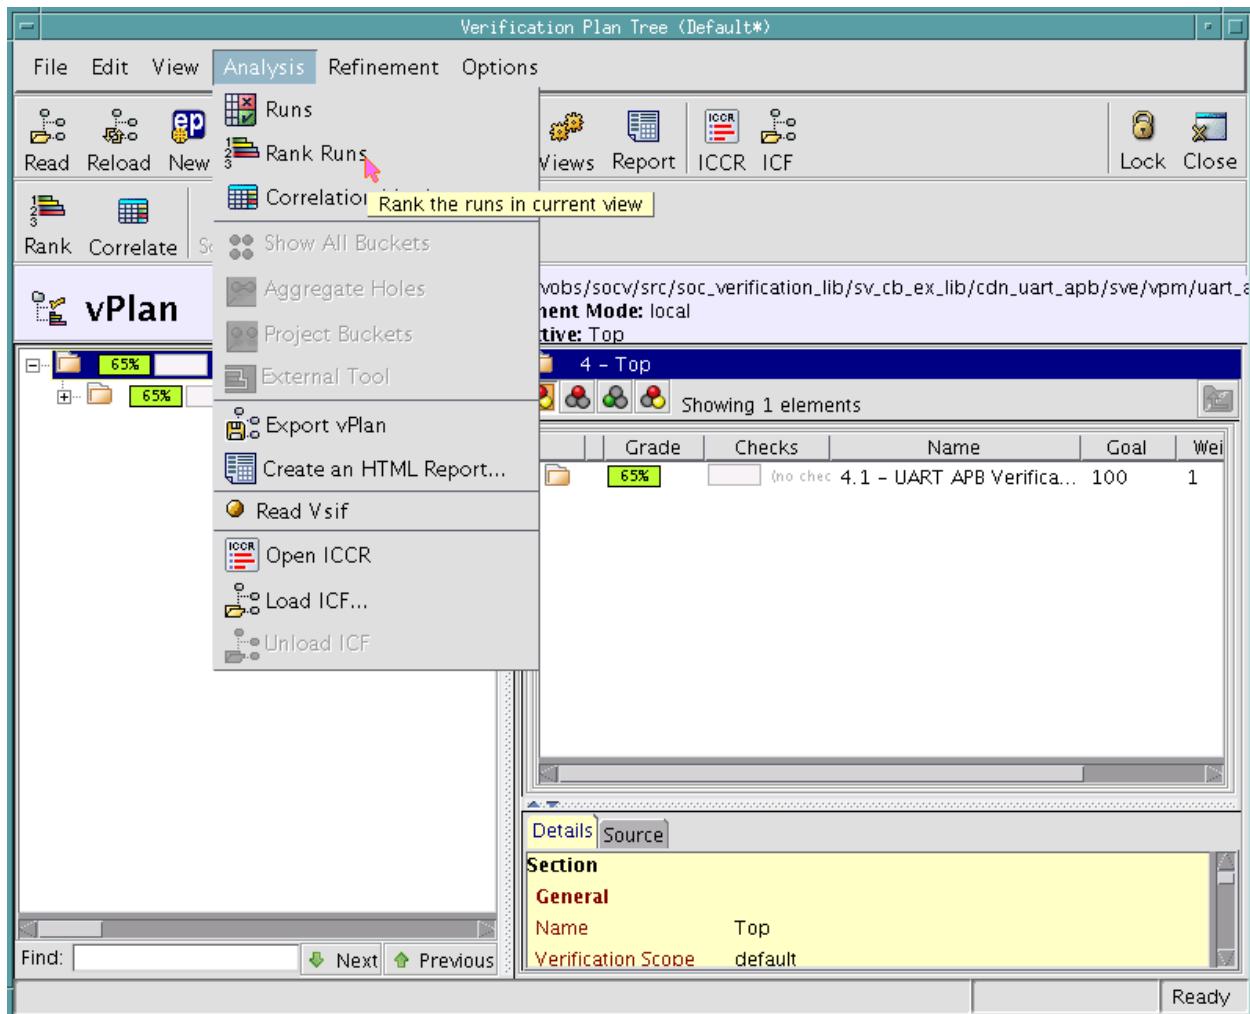 Verification Plan Tree (Default*)
File Edit View Analysis Refinement Options
Read Reload New Views Report ICCR ICF Lock Close
Runs
Rank Runs
Correlation
Rank the runs in current view
Rank Correlate
Show All Buckets
Aggregate Holes
Project Buckets
External Tool
Export vPlan
Create an HTML Report...
Read Vsif
ICCR
Open ICCR
Load ICF...
Unload ICF
vPlan
vobs/socv/src/soc_verification_lib/sv_cb_ex_lib/cdn_uart_apb/sve/vpm/uart_a
Mode: local
Top
65%
65%
4 - Top
Showing 1 elements
Grade Checks Name Goal Wei
65% (no chec 4.1 - UART APB Verifica... 100 1
Details Source
Section
General
Name Top
Verification Scope default
Find: Next Previous
Ready